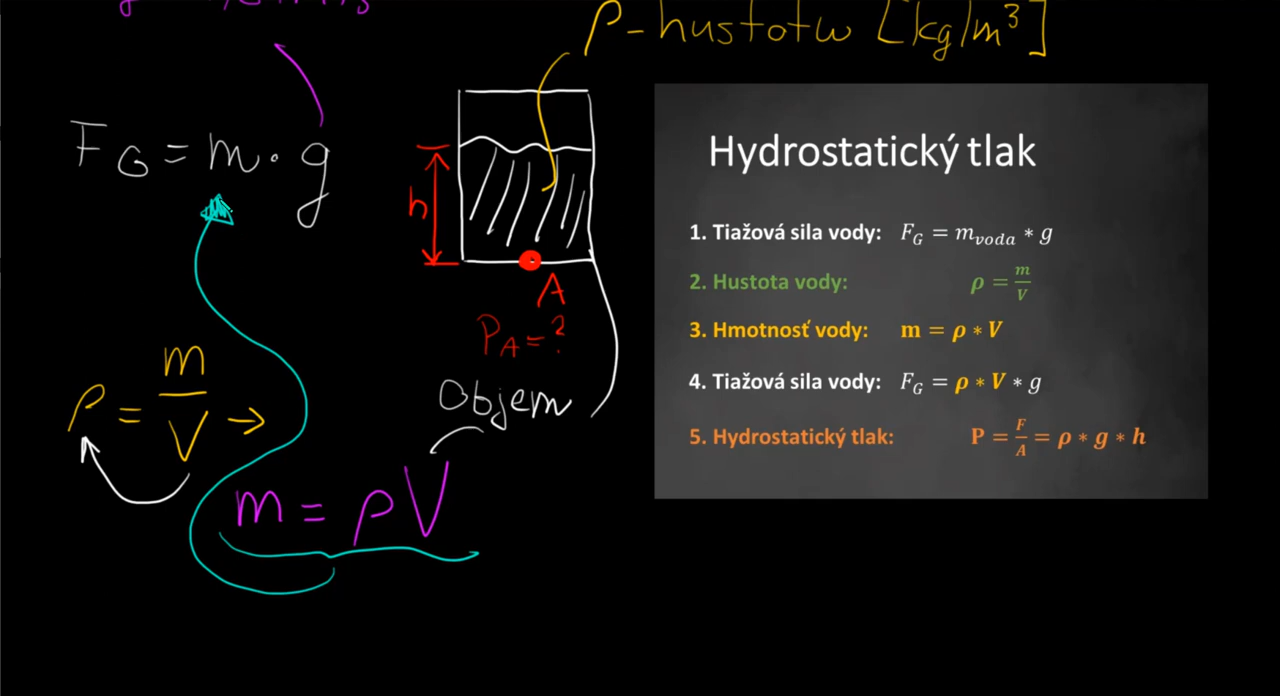 ρ - hustota [kg/m³]
F_G = m · g
h
A
P_A = ?
Objem
ρ = m/V →
m = ρV
Hydrostatický tlak
1. Tiažová sila vody: F_G = m_voda * g
2. Hustota vody: ρ = m/V
3. Hmotnosť vody: m = ρ * V
4. Tiažová sila vody: F_G = ρ * V * g
5. Hydrostatický tlak: P = F/A = ρ * g * h